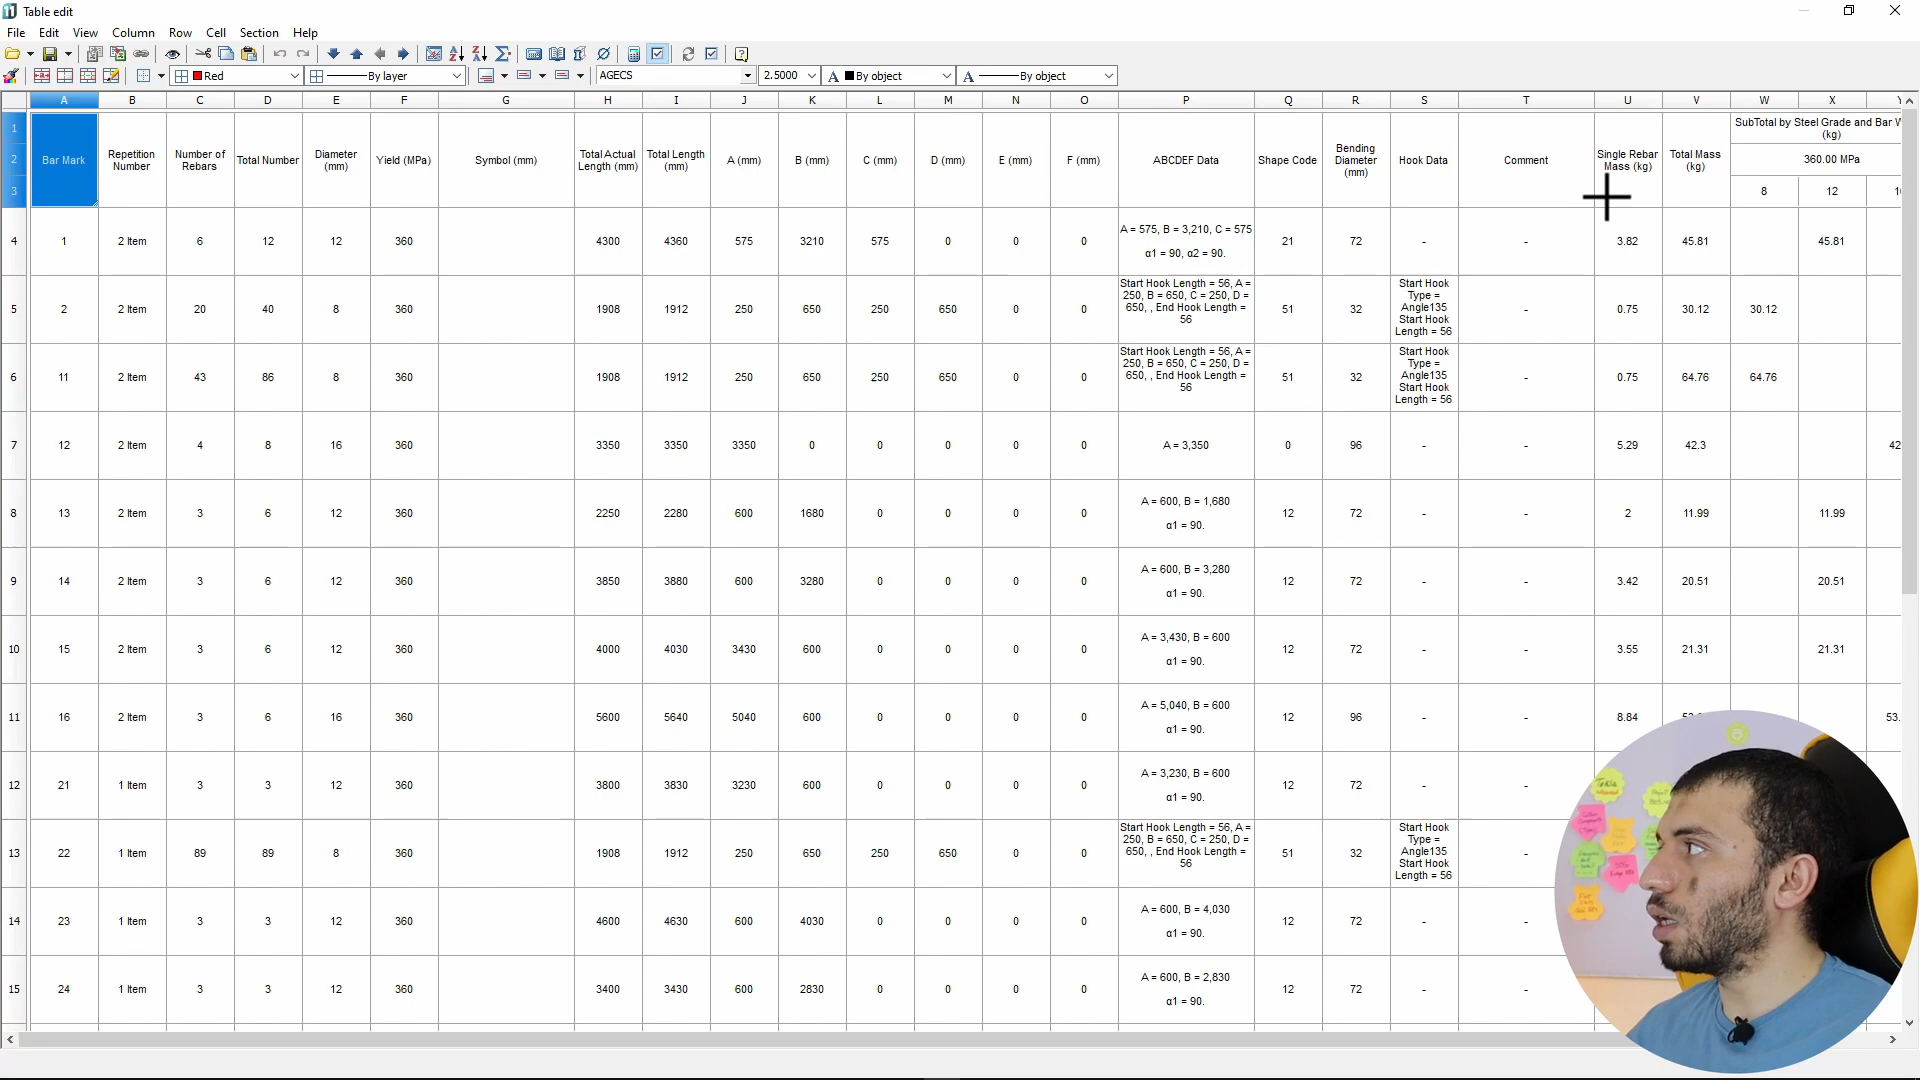 Table edit
File Edit View Column Row Cell Section Help
Red By layer AGECS 2.5000 By object By object
A B C D E F G H I J K L M N O P Q R S T U V W X
1
2
3
Bar Mark
Repetition
Number
Number of
Rebars
Total Number
Diameter
(mm)
Yield (MPa)
Symbol (mm)
Total Actual
Length (mm)
Total Length
(mm)
A (mm)
B (mm)
C (mm)
D (mm)
E (mm)
F (mm)
ABCDEF Data
Shape Code
Bending
Diameter
(mm)
Hook Data
Comment
Single Rebar
Mass (kg)
Total Mass
(kg)
SubTotal by Steel Grade and Bar
(kg)
360.00 MPa
8 12
4 1 2 Item 6 12 12 360 4300 4360 575 3210 575 0 0 0
A = 575, B = 3,210, C = 575
α1 = 90, α2 = 90.
21 72 - - 3.82 45.81 45.81
5 2 2 Item 20 40 8 360 1908 1912 250 650 250 650 0 0
Start Hook Length = 56, A =
250, B = 650, C = 250, D =
650, , End Hook Length =
56
51 32
Start Hook
Type =
Angle135
Start Hook
Length = 56
- 0.75 30.12 30.12
6 11 2 Item 43 86 8 360 1908 1912 250 650 250 650 0 0
Start Hook Length = 56, A =
250, B = 650, C = 250, D =
650, , End Hook Length =
56
51 32
Start Hook
Type =
Angle135
Start Hook
Length = 56
- 0.75 64.76 64.76
7 12 2 Item 4 8 16 360 3350 3350 3350 0 0 0 0 0
A = 3,350
0 96 - - 5.29 42.3 42
8 13 2 Item 3 6 12 360 2250 2280 600 1680 0 0 0 0
A = 600, B = 1,680
α1 = 90.
12 72 - - 2 11.99 11.99
9 14 2 Item 3 6 12 360 3850 3880 600 3280 0 0 0 0
A = 600, B = 3,280
α1 = 90.
12 72 - - 3.42 20.51 20.51
10 15 2 Item 3 6 12 360 4000 4030 3430 600 0 0 0 0
A = 3,430, B = 600
α1 = 90.
12 72 - - 3.55 21.31 21.31
11 16 2 Item 3 6 16 360 5600 5640 5040 600 0 0 0 0
A = 5,040, B = 600
α1 = 90.
12 96 - - 8.84 53.
12 21 1 Item 3 3 12 360 3800 3830 3230 600 0 0 0 0
A = 3,230, B = 600
α1 = 90.
12 72 - -
13 22 1 Item 89 89 8 360 1908 1912 250 650 250 650 0 0
Start Hook Length = 56, A =
250, B = 650, C = 250, D =
650, , End Hook Length =
56
51 32
Start Hook
Type =
Angle135
Start Hook
Length = 56
-
14 23 1 Item 3 3 12 360 4600 4630 600 4030 0 0 0 0
A = 600, B = 4,030
α1 = 90.
12 72 - -
15 24 1 Item 3 3 12 360 3400 3430 600 2830 0 0 0 0
A = 600, B = 2,830
α1 = 90.
12 72 - -